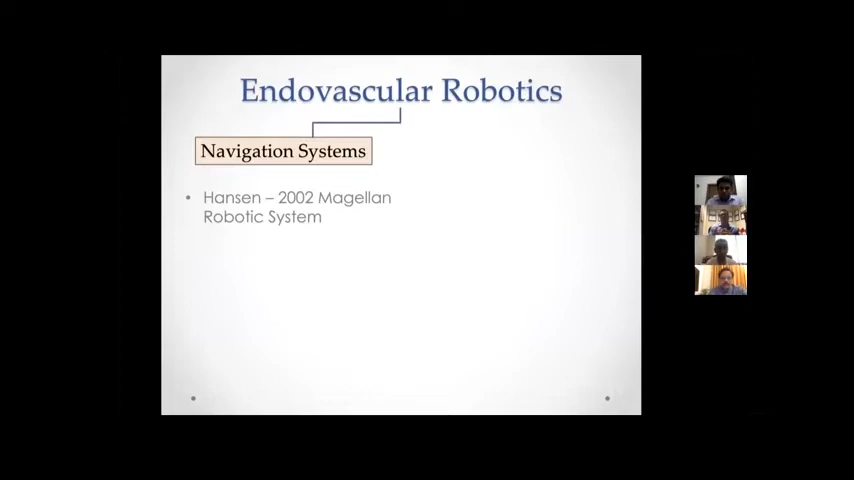 Endovascular Robotics
Navigation Systems
• Hansen – 2002 Magellan
Robotic System